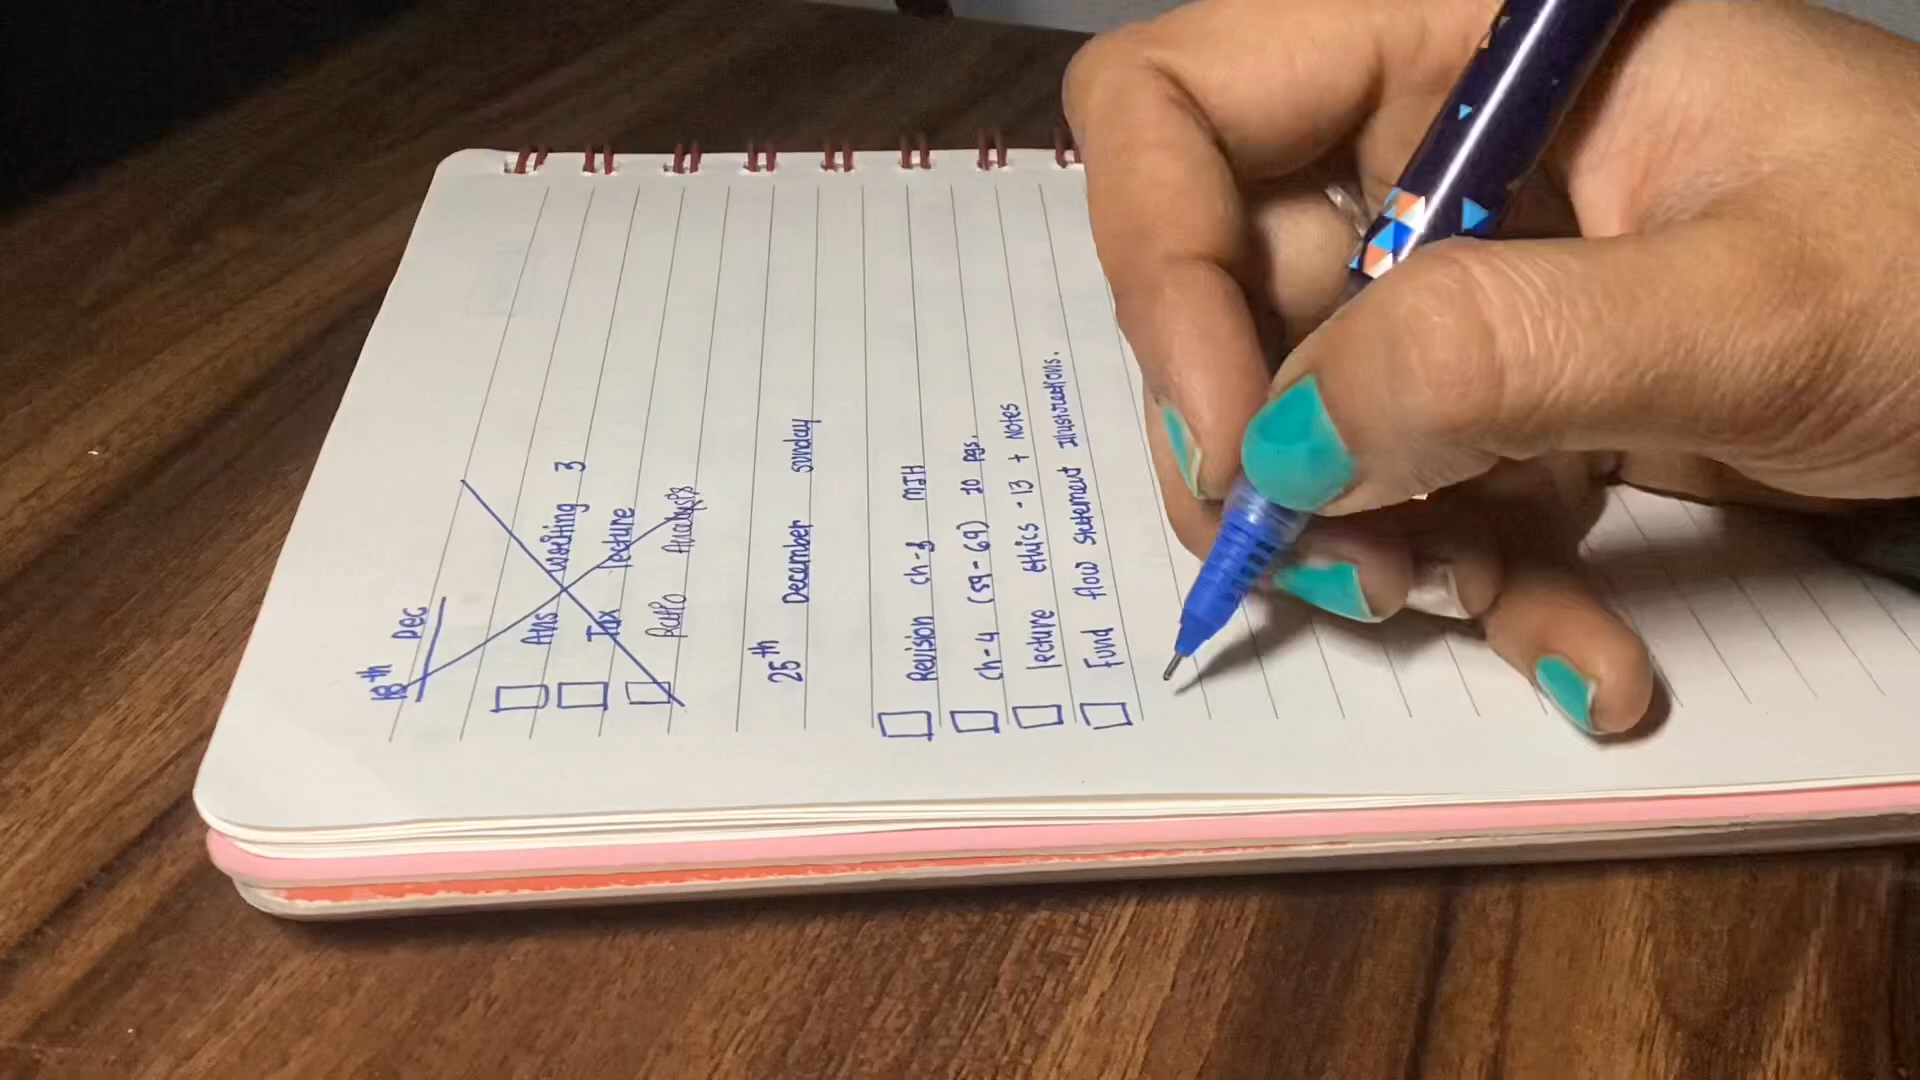 18th Dec
Ans writing 3
Tax lecture
Ratio Analysis
25th December sunday
Revision ch-3 MIH
ch-4 (59-69) 10 pgs.
lecture ethics - 13 + Notes
Fund flow statement illustrations.